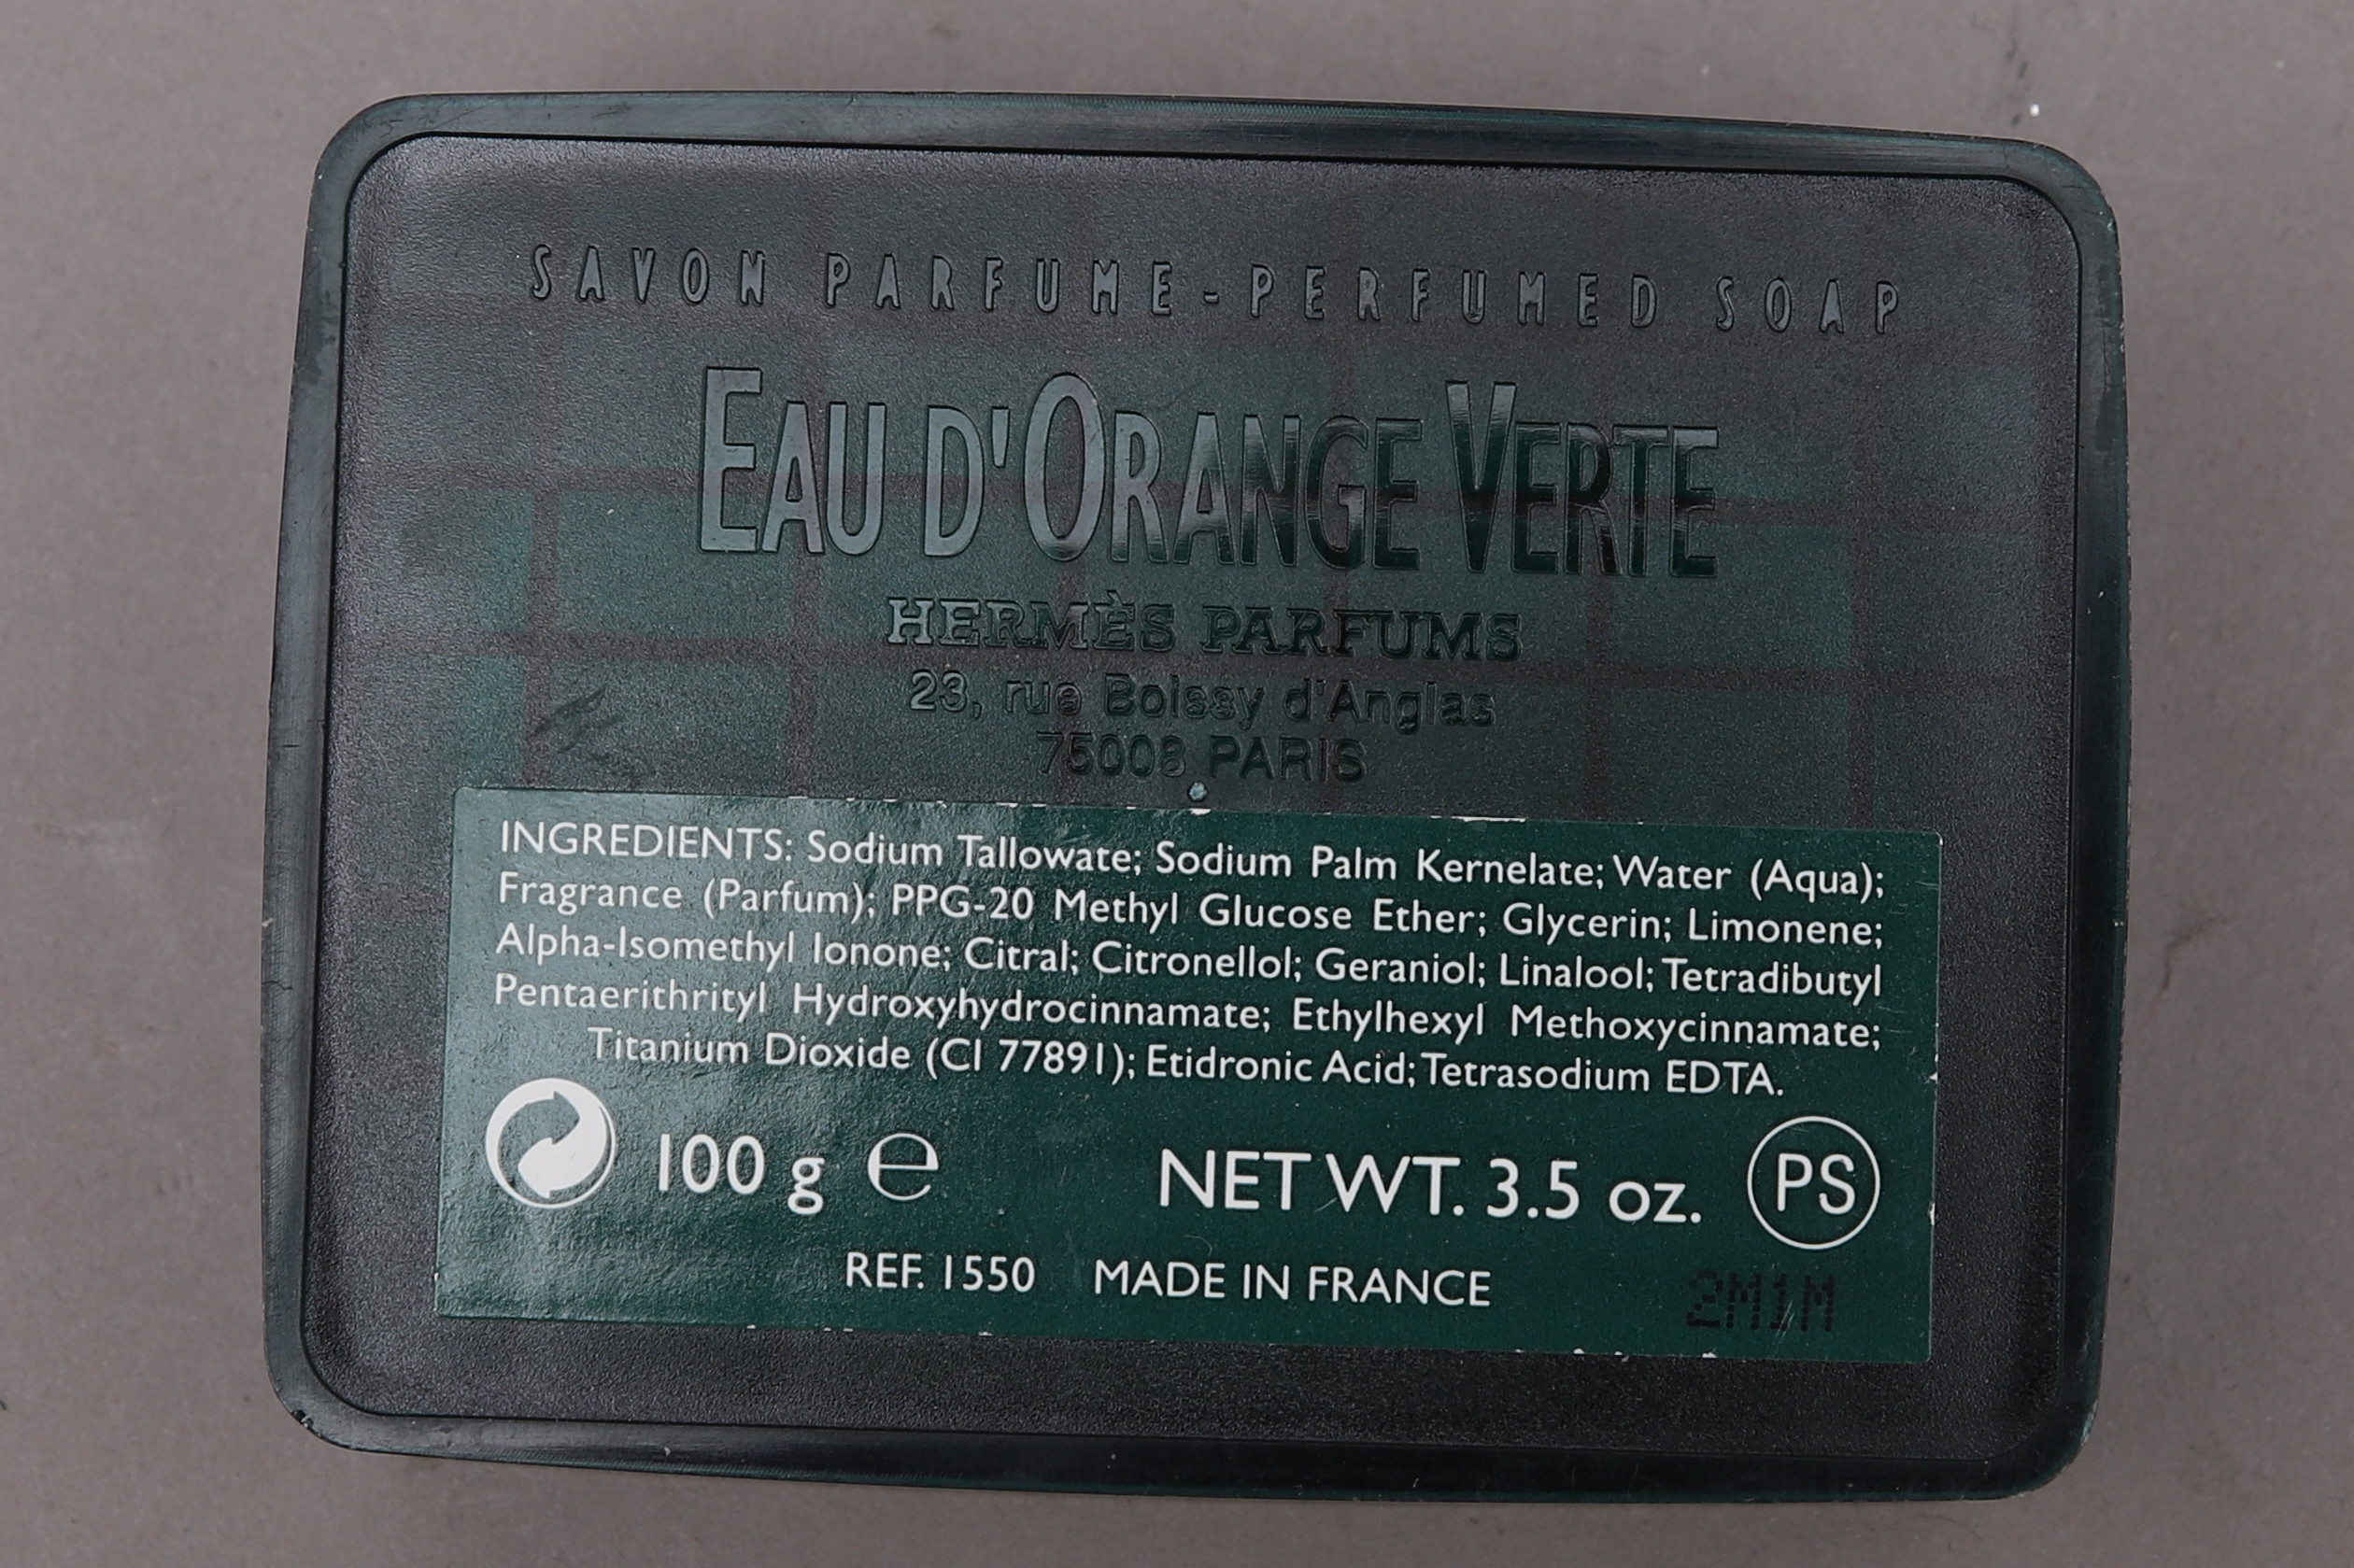 SAVON PARFUME - PERFUMED SOAP
EAU D'ORANGE VERTE
HERMÈS PARFUMS
23, rue Boissy d'Anglas
75008 PARIS
INGREDIENTS: Sodium Tallowate; Sodium Palm Kernelate; Water (Aqua);
Fragrance (Parfum); PPG-20 Methyl Glucose Ether; Glycerin; Limonene;
Alpha-Isomethyl Ionone; Citral; Citronellol; Geraniol; Linalool; Tetradibutyl
Pentaerithrityl Hydroxyhydrocinnamate; Ethylhexyl Methoxycinnamate;
Titanium Dioxide (CI 77891); Etidronic Acid; Tetrasodium EDTA.
100 g e NET WT. 3.5 oz. PS
REF. 1550 MADE IN FRANCE
2M1M